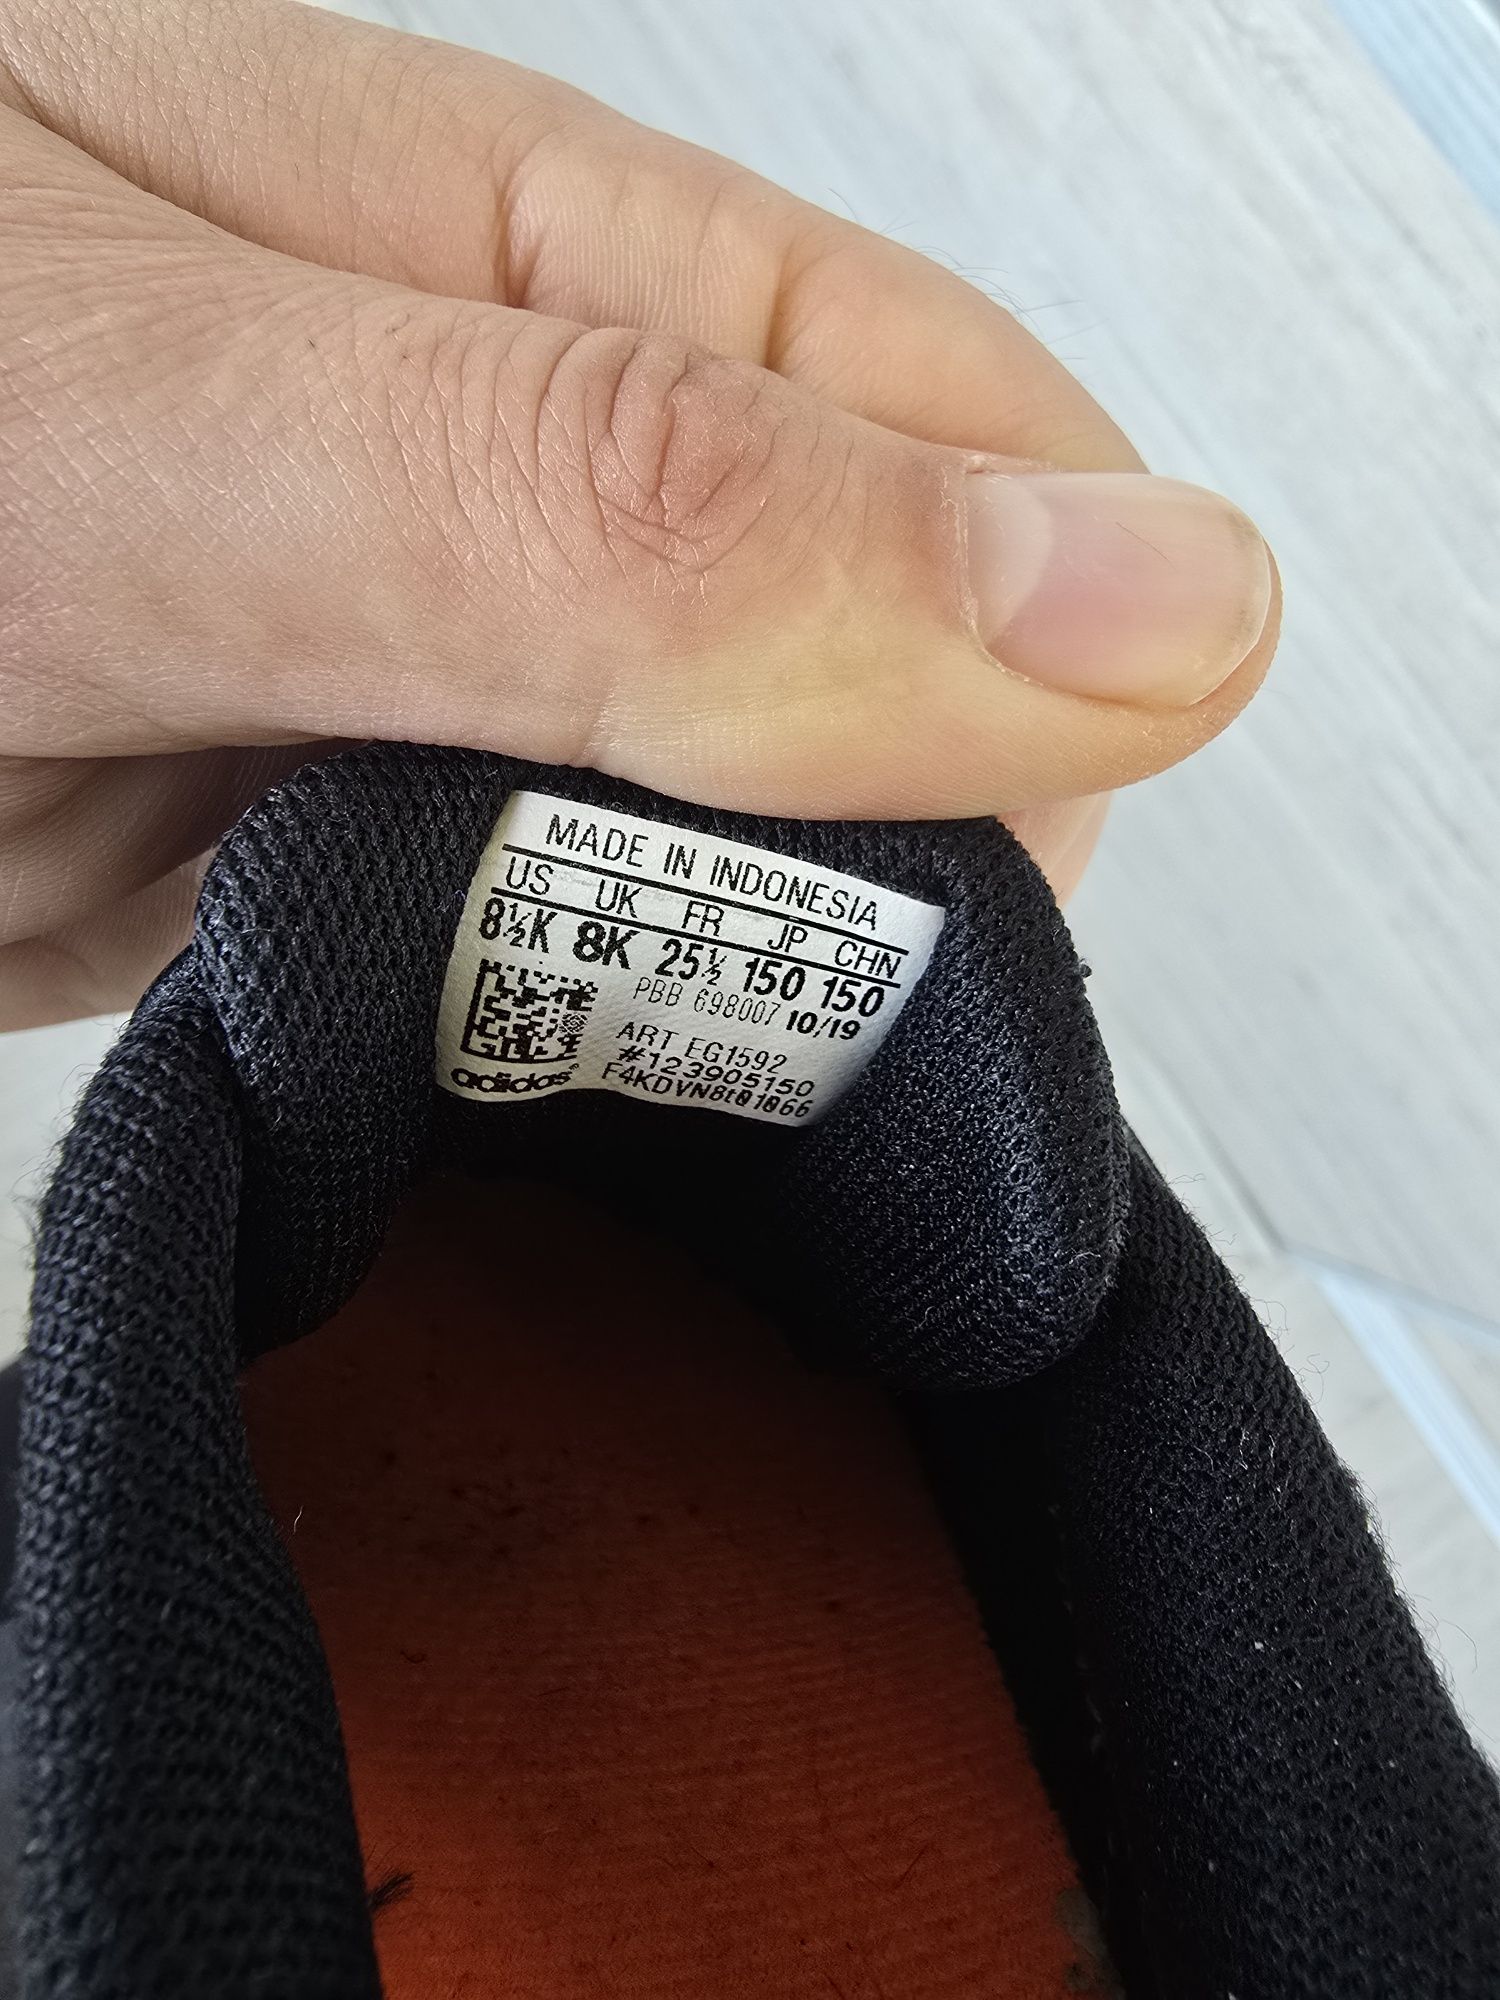 MADE IN INDONESIA
US UK FR JP CHN
8½K 8K 25½ 150 150
PBB 698007 10/19
ART EG1592
#123905150
F4KDVN8t01066
adidas